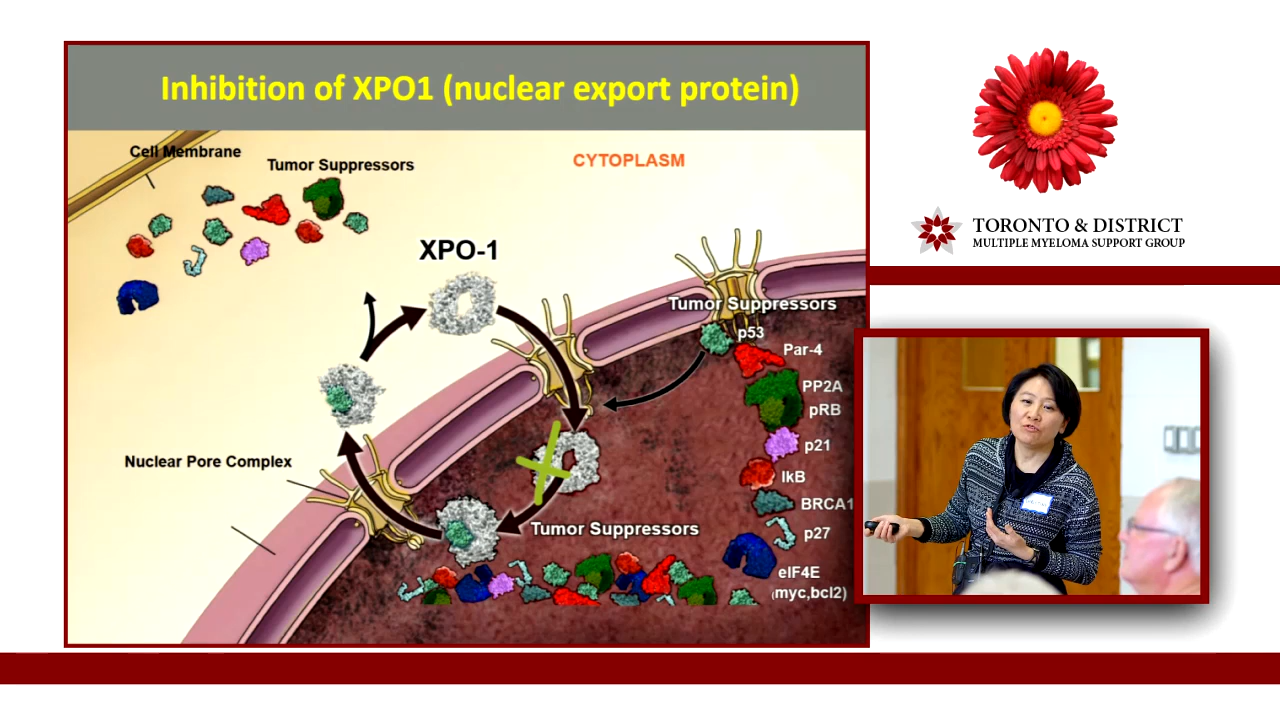 Inhibition of XPO1 (nuclear export protein)
Cell Membrane
Tumor Suppressors
CYTOPLASM
XPO-1
Tumor Suppressors
p53
Par-4
PP2A
pRB
p21
IkB
BRCA1
p27
eIF4E
(myc,bcl2)
Nuclear Pore Complex
Tumor Suppressors
TORONTO & DISTRICT
MULTIPLE MYELOMA SUPPORT GROUP